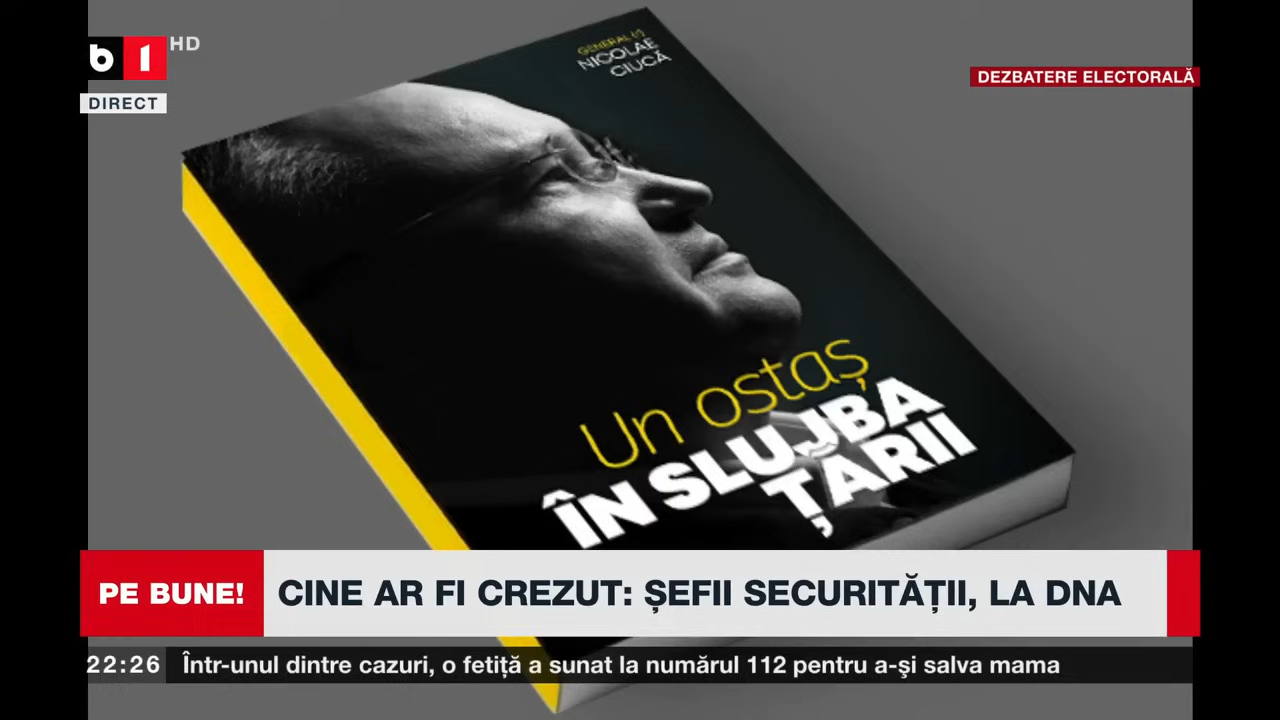 b1 HD
DIRECT
DEZBATERE ELECTORALĂ
GENERAL (r)
NICOLAE
CIUCĂ
Un ostaș
ÎN SLUJBA
ȚĂRII
PE BUNE!
CINE AR FI CREZUT: ȘEFII SECURITĂȚII, LA DNA
22:26
Într-unul dintre cazuri, o fetiță a sunat la numărul 112 pentru a-şi salva mama